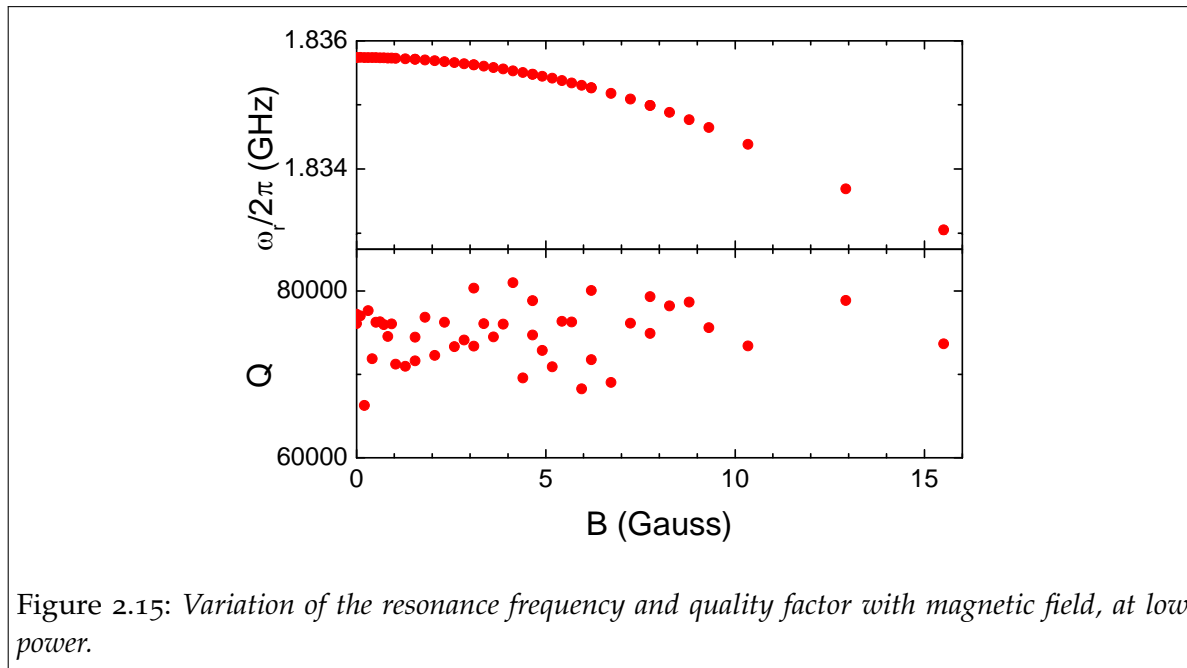 1.836
1.834
ωr/2π (GHz)
80000
60000
Q
0 5 10 15
B (Gauss)
Figure 2.15: Variation of the resonance frequency and quality factor with magnetic field, at low
power.